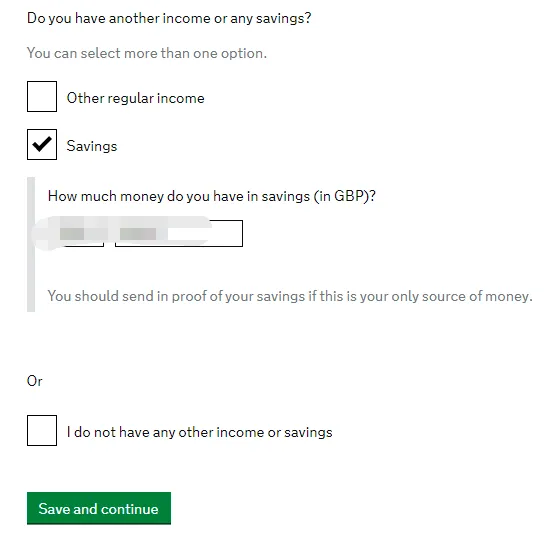 Do you have another income or any savings?
You can select more than one option.
Other regular income
Savings
How much money do you have in savings (in GBP)?
You should send in proof of your savings if this is your only source of money.
Or
I do not have any other income or savings
Save and continue